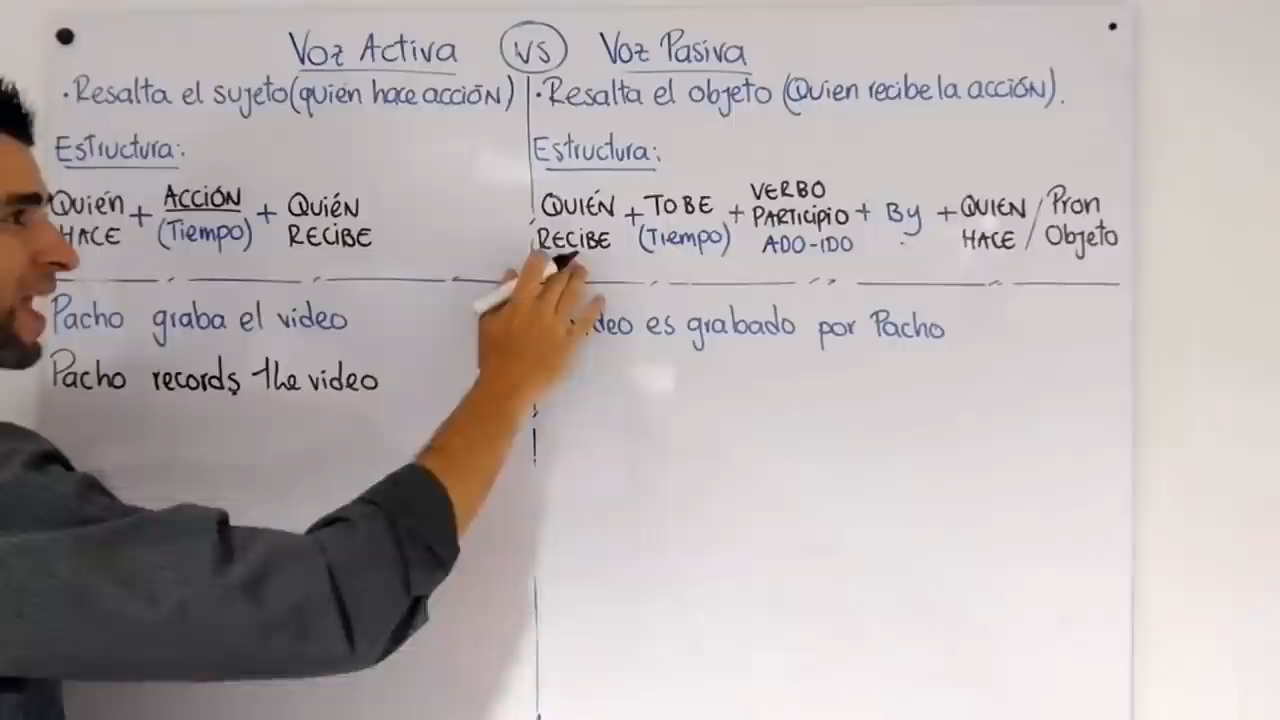 Voz Activa VS Voz Pasiva
· Resalta el sujeto (quién hace acción)
Estructura:
Quién HACE + ACCIÓN (Tiempo) + Quién RECIBE
Pacho graba el video
Pacho records the video
· Resalta el objeto (Quien recibe la acción).
Estructura:
QUIÉN RECIBE + TO BE (Tiempo) + VERBO PARTICIPIO ADO-IDO + By + QUIEN HACE / Pron Objeto
es grabado por Pacho